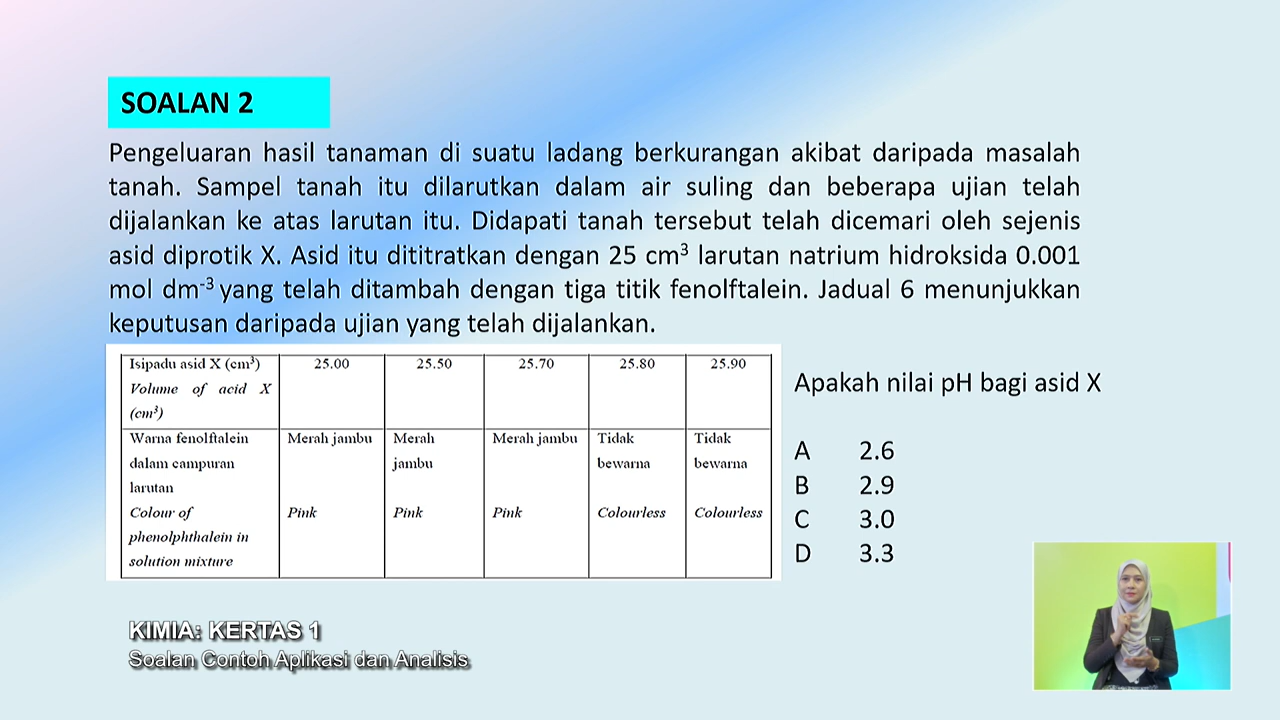 SOALAN 2
Pengeluaran hasil tanaman di suatu ladang berkurangan akibat daripada masalah
tanah. Sampel tanah itu dilarutkan dalam air suling dan beberapa ujian telah
dijalankan ke atas larutan itu. Didapati tanah tersebut telah dicemari oleh sejenis
asid diprotik X. Asid itu dititratkan dengan 25 cm³ larutan natrium hidroksida 0.001
mol dm⁻³ yang telah ditambah dengan tiga titik fenolftalein. Jadual 6 menunjukkan
keputusan daripada ujian yang telah dijalankan.
Isipadu asid X (cm³) 25.00 25.50 25.70 25.80 25.90
Volume of acid X
(cm³)
Warna fenolftalein Merah jambu Merah Merah jambu Tidak Tidak
dalam campuran jambu bewarna bewarna
larutan
Colour of Pink Pink Pink Colourless Colourless
phenolphthalein in
solution mixture
Apakah nilai pH bagi asid X
A 2.6
B 2.9
C 3.0
D 3.3
KIMIA: KERTAS 1
Soalan Contoh Aplikasi dan Analisis